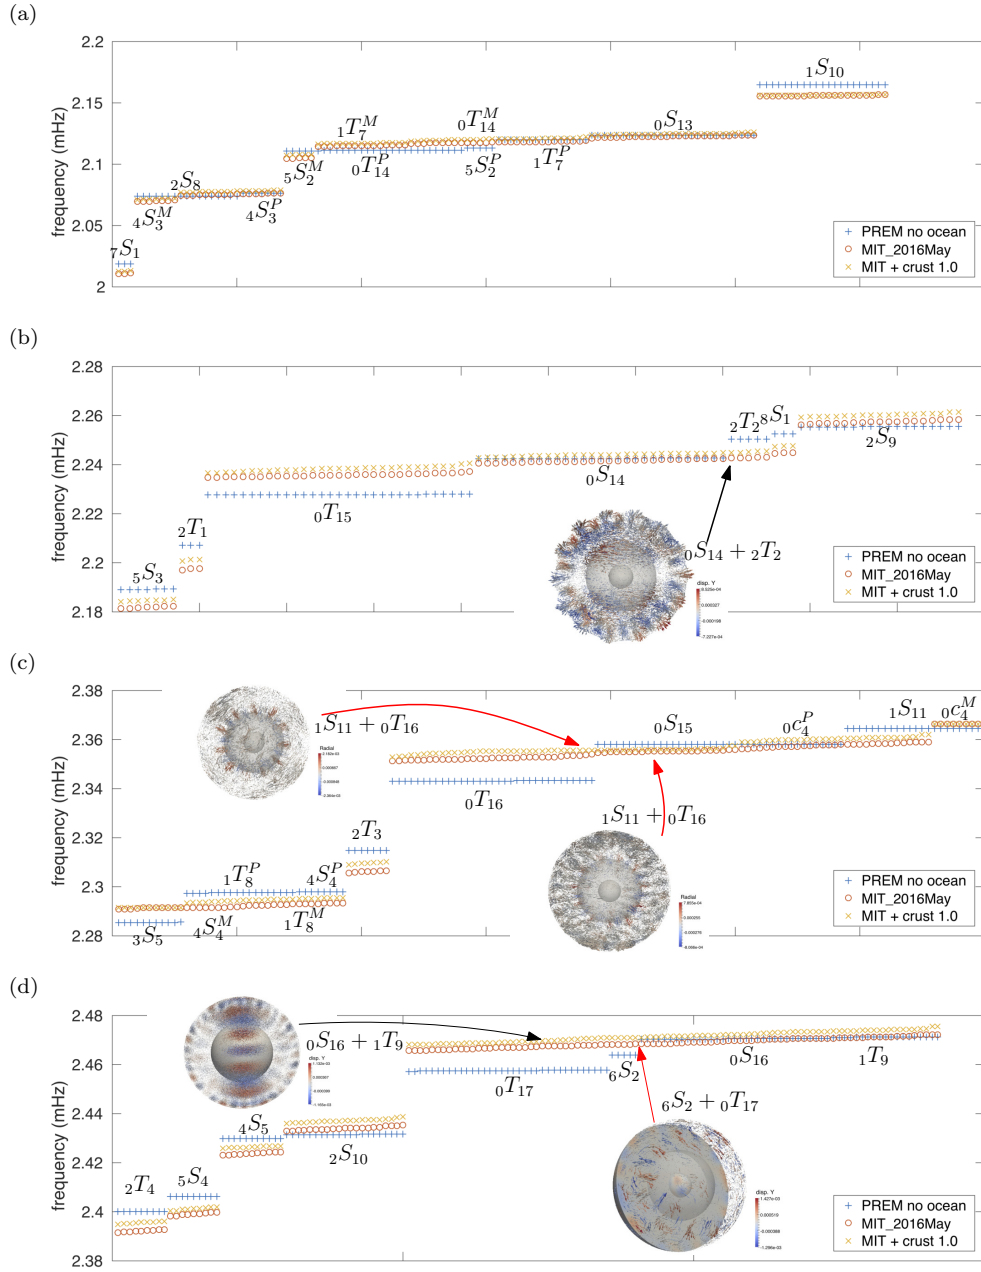 (a)
2.2
2.15
2.1
2.05
2
frequency (mHz)
₇S₁
₄S₃ᴹ
₂S₈
₄S₃ᴾ
₅S₂ᴹ
₁T₇ᴹ
₀T₁₄ᴾ
₀T₁₄ᴹ
₅S₂ᴾ
₁T₇ᴾ
₀S₁₃
₁S₁₀
PREM no ocean
MIT_2016May
MIT + crust 1.0
(b)
2.28
2.26
2.24
2.22
2.2
2.18
frequency (mHz)
₅S₃
₂T₁
₀T₁₅
₀S₁₄
₂T₂
₈S₁
₂S₉
₀S₁₄ + ₂T₂
disp. Y
PREM no ocean
MIT_2016May
MIT + crust 1.0
(c)
2.38
2.36
2.34
2.32
2.3
2.28
frequency (mHz)
₁S₁₁ + ₀T₁₆
Radial
₀S₁₅
₀c₄ᴾ
₁S₁₁
₀c₄ᴹ
₀T₁₆
₁S₁₁ + ₀T₁₆
Radial
₂T₃
₁T₈ᴾ
₄S₄ᴾ
₃S₅
₄S₄ᴹ
₁T₈ᴹ
PREM no ocean
MIT_2016May
MIT + crust 1.0
(d)
2.48
2.46
2.44
2.42
2.4
2.38
frequency (mHz)
₀S₁₆ + ₁T₉
disp. Y
₀T₁₇
₆S₂
₀S₁₆
₁T₉
₆S₂ + ₀T₁₇
disp. Y
₄S₅
₂S₁₀
₂T₄
₅S₄
PREM no ocean
MIT_2016May
MIT + crust 1.0